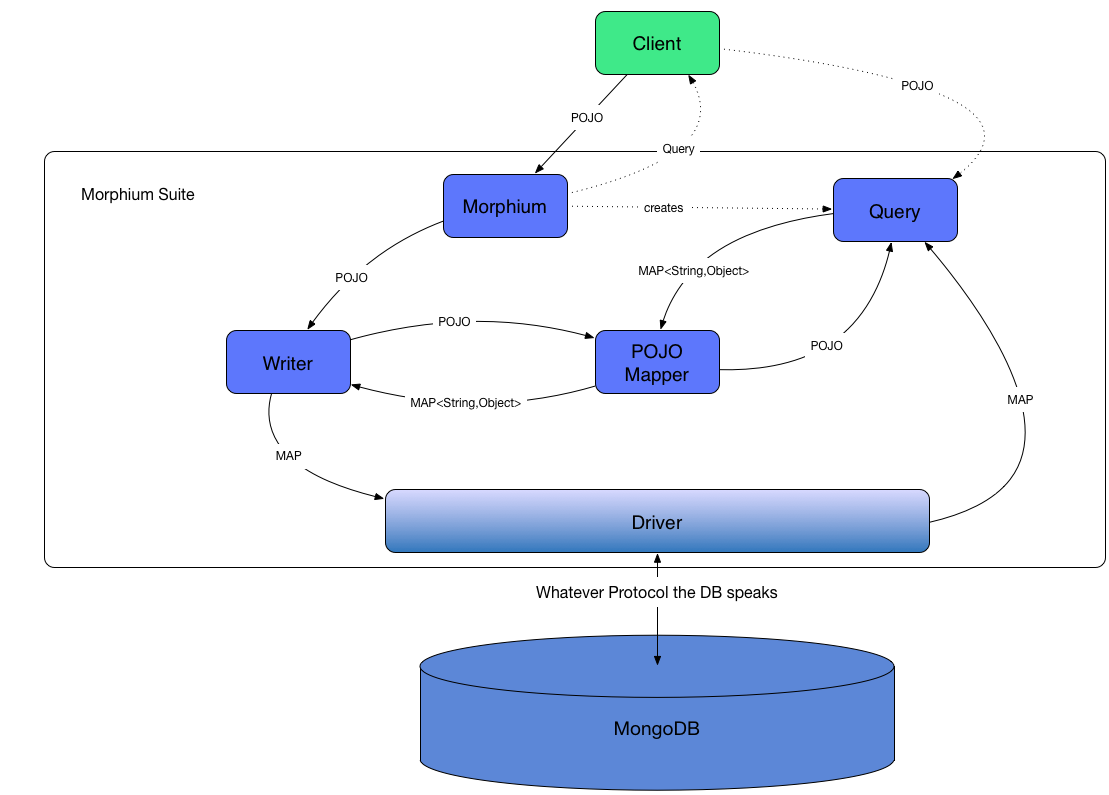 Client
POJO
POJO
Query
Morphium Suite
Morphium
creates
Query
POJO
MAP<String,Object>
Writer
POJO
POJO
Mapper
POJO
MAP<String,Object>
MAP
MAP
Driver
Whatever Protocol the DB speaks
MongoDB